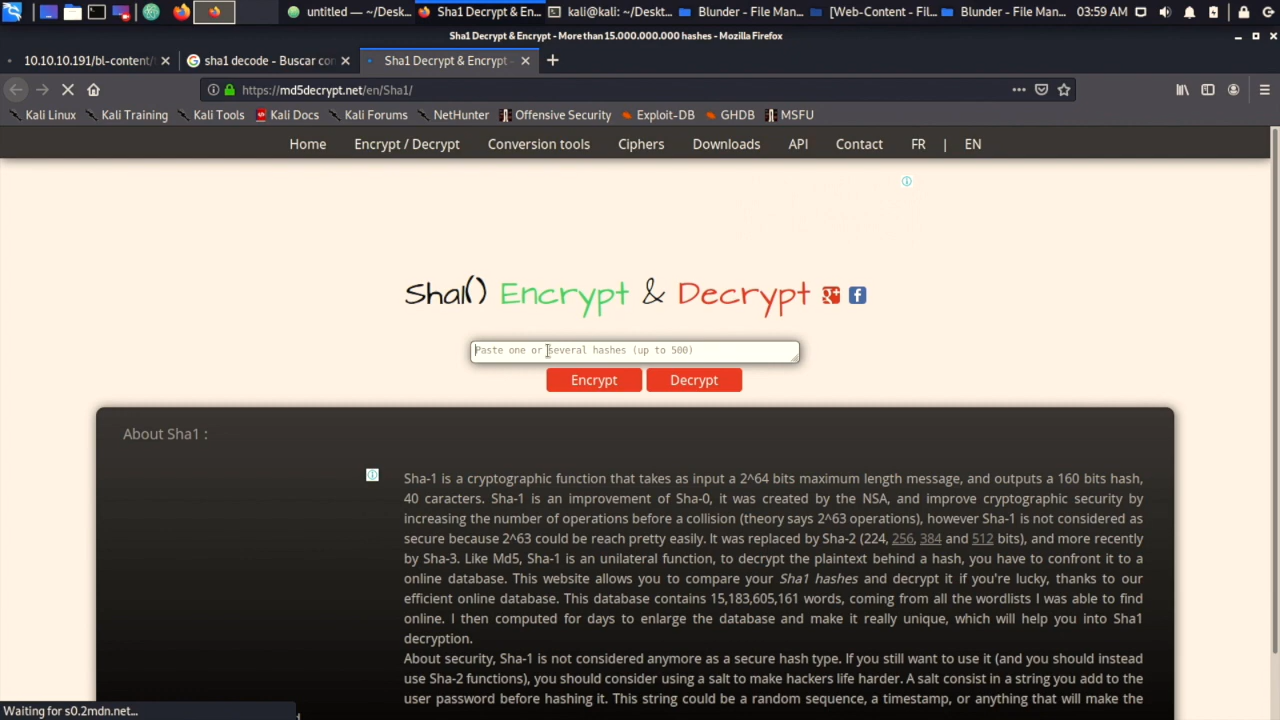 untitled — ~/Deskt...
Sha1 Decrypt & En...
kali@kali: ~/Deskt...
Blunder - File Man...
[Web-Content - Fil...
Blunder - File Man...
03:59 AM
Sha1 Decrypt & Encrypt - More than 15.000.000.000 hashes - Mozilla Firefox
10.10.10.191/bl-content/
sha1 decode - Buscar con
Sha1 Decrypt & Encrypt -
https://md5decrypt.net/en/Sha1/
Kali Linux
Kali Training
Kali Tools
Kali Docs
Kali Forums
NetHunter
Offensive Security
Exploit-DB
GHDB
MSFU
Home
Encrypt / Decrypt
Conversion tools
Ciphers
Downloads
API
Contact
FR | EN
Sha1() Encrypt & Decrypt
Paste one or several hashes (up to 500)
Encrypt
Decrypt
About Sha1 :
Sha-1 is a cryptographic function that takes as input a 2^64 bits maximum length message, and outputs a 160 bits hash,
40 caracters. Sha-1 is an improvement of Sha-0, it was created by the NSA, and improve cryptographic security by
increasing the number of operations before a collision (theory says 2^63 operations), however Sha-1 is not considered as
secure because 2^63 could be reach pretty easily. It was replaced by Sha-2 (224, 256, 384 and 512 bits), and more recently
by Sha-3. Like Md5, Sha-1 is an unilateral function, to decrypt the plaintext behind a hash, you have to confront it to a
online database. This website allows you to compare your Sha1 hashes and decrypt it if you're lucky, thanks to our
efficient online database. This database contains 15,183,605,161 words, coming from all the wordlists I was able to find
online. I then computed for days to enlarge the database and make it really unique, which will help you into Sha1
decryption.
About security, Sha-1 is not considered anymore as a secure hash type. If you still want to use it (and you should instead
use Sha-2 functions), you should consider using a salt to make hackers life harder. A salt consist in a string you add to the
user password before hashing it. This string could be a random sequence, a timestamp, or anything that will make the
Waiting for s0.2mdn.net...